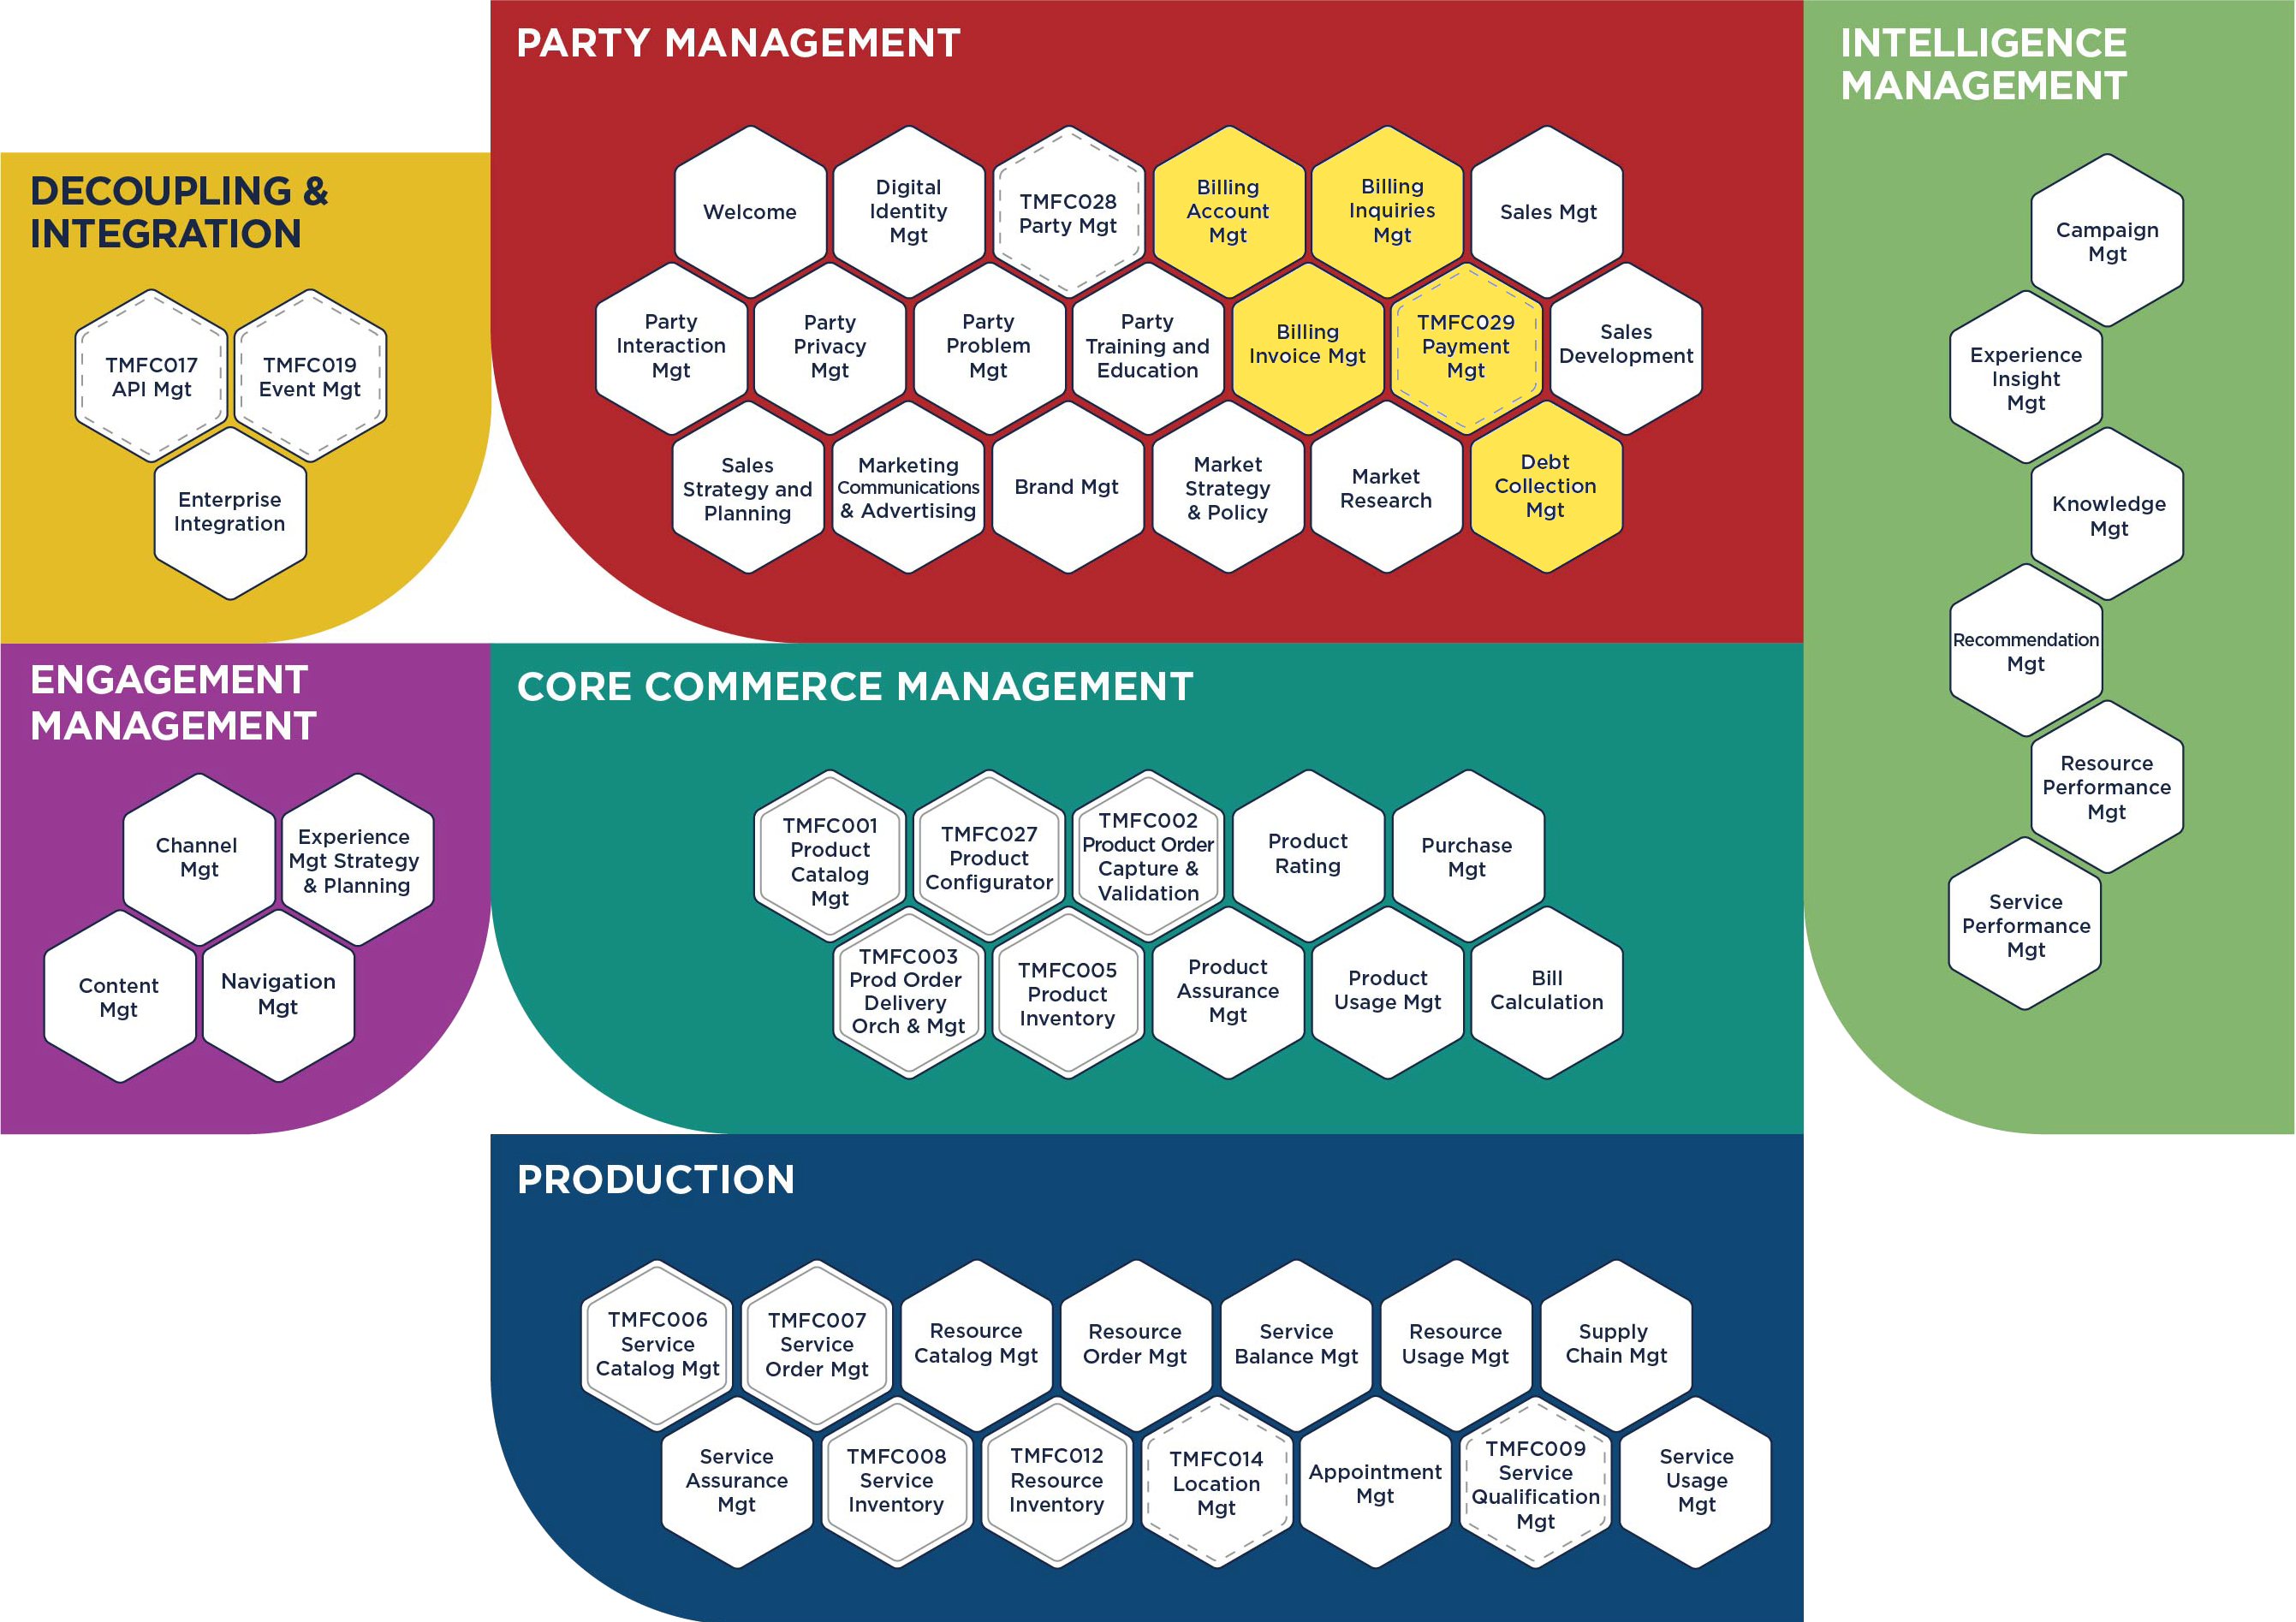 PARTY MANAGEMENT
Welcome
Digital
Identity
Mgt
TMFC028
Party Mgt
Billing
Account
Mgt
Billing
Inquiries
Mgt
Sales Mgt
Party
Interaction
Mgt
Party
Privacy
Mgt
Party
Problem
Mgt
Party
Training and
Education
Billing
Invoice Mgt
TMFC029
Payment
Mgt
Sales
Development
Sales
Strategy and
Planning
Marketing
Communications
& Advertising
Brand Mgt
Market
Strategy
& Policy
Market
Research
Debt
Collection
Mgt
INTELLIGENCE
MANAGEMENT
Campaign
Mgt
Experience
Insight
Mgt
Knowledge
Mgt
Recommendation
Mgt
Resource
Performance
Mgt
Service
Performance
Mgt
DECOUPLING &
INTEGRATION
TMFC017
API Mgt
TMFC019
Event Mgt
Enterprise
Integration
ENGAGEMENT
MANAGEMENT
Channel
Mgt
Experience
Mgt Strategy
& Planning
Content
Mgt
Navigation
Mgt
CORE COMMERCE MANAGEMENT
TMFC001
Product
Catalog
Mgt
TMFC027
Product
Configurator
TMFC002
Product Order
Capture &
Validation
Product
Rating
Purchase
Mgt
TMFC003
Prod Order
Delivery
Orch & Mgt
TMFC005
Product
Inventory
Product
Assurance
Mgt
Product
Usage Mgt
Bill
Calculation
PRODUCTION
TMFC006
Service
Catalog Mgt
TMFC007
Service
Order Mgt
Resource
Catalog Mgt
Resource
Order Mgt
Service
Balance Mgt
Resource
Usage Mgt
Supply
Chain Mgt
Service
Assurance
Mgt
TMFC008
Service
Inventory
TMFC012
Resource
Inventory
TMFC014
Location
Mgt
Appointment
Mgt
TMFC009
Service
Qualification
Mgt
Service
Usage
Mgt